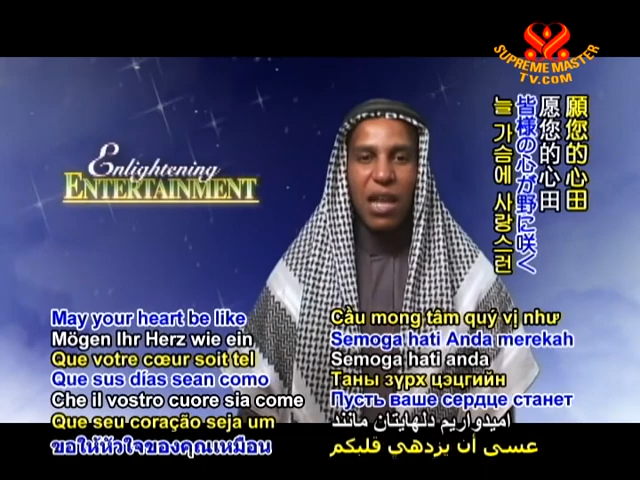 SUPREME MASTER
TV.COM
Enlightening
ENTERTAINMENT
願您的心田
愿您的心田
皆様の心が野に咲く
늘 가슴에 사랑스런
May your heart be like
Mögen Ihr Herz wie ein
Que votre cœur soit tel
Que sus días sean como
Che il vostro cuore sia come
Que seu coração seja um
ขอให้หัวใจของคุณเหมือน
Cầu mong tâm quý vị như
Semoga hati Anda merekah
Semoga hati anda
Таны зүрх цэцгийн
Пусть ваше сердце станет
امیدواریم دلهایتان مانند
عسى أن يزدهي قلبكم